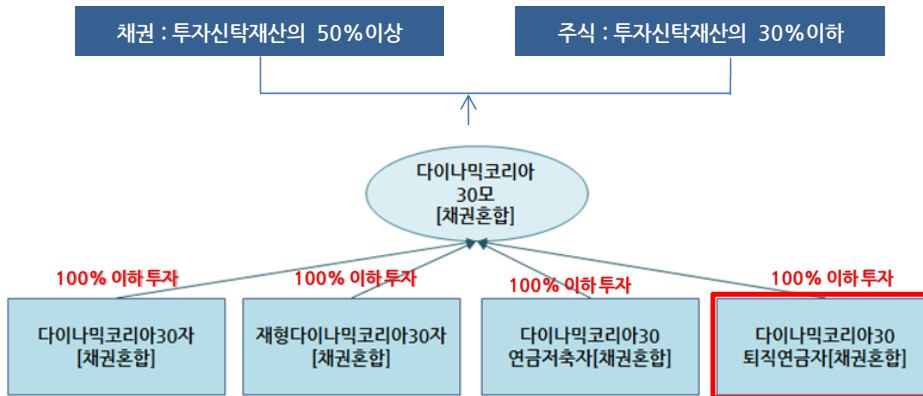 채권 : 투자신탁재산의 50%이상
주식 : 투자신탁재산의 30%이하
다이나믹코리아
30모
[채권혼합]
100% 이하 투자
100% 이하 투자
100% 이하 투자
100% 이하 투자
다이나믹코리아30자
[채권혼합]
재형다이나믹코리아30자
[채권혼합]
다이나믹코리아30
연금저축자[채권혼합]
다이나믹코리아30
퇴직연금자[채권혼합]